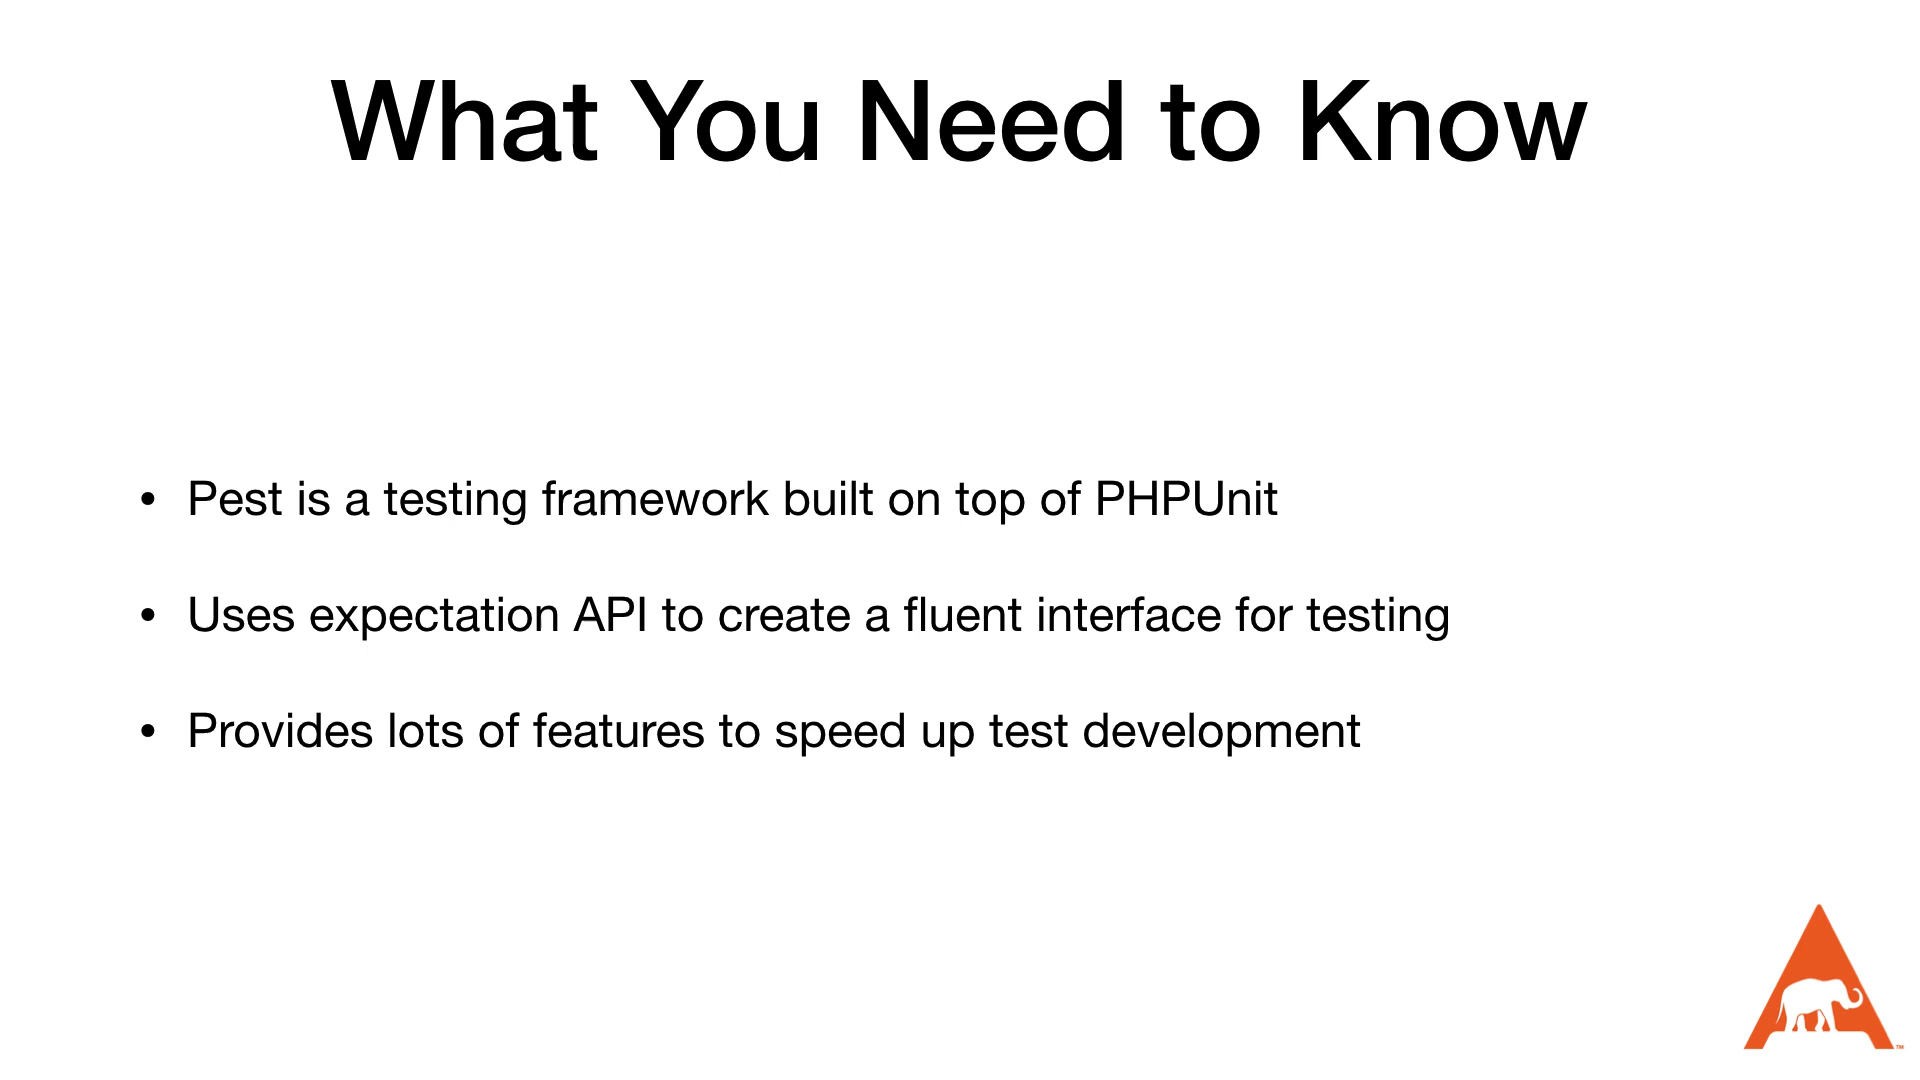 What You Need to Know
• Pest is a testing framework built on top of PHPUnit
• Uses expectation API to create a fluent interface for testing
• Provides lots of features to speed up test development
TM